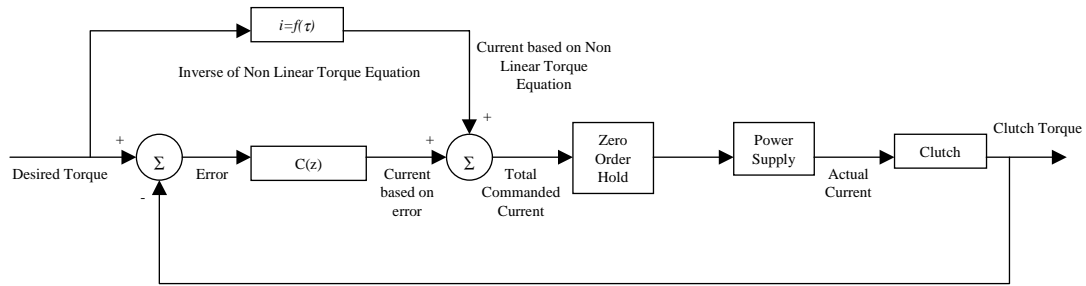 i=f(τ)
Inverse of Non Linear Torque Equation
Current based on Non
Linear Torque
Equation
+
+
+
Σ
Σ
-
Desired Torque
Error
C(z)
Current
based on
error
Total
Commanded
Current
Zero
Order
Hold
Power
Supply
Actual
Current
Clutch
Clutch Torque